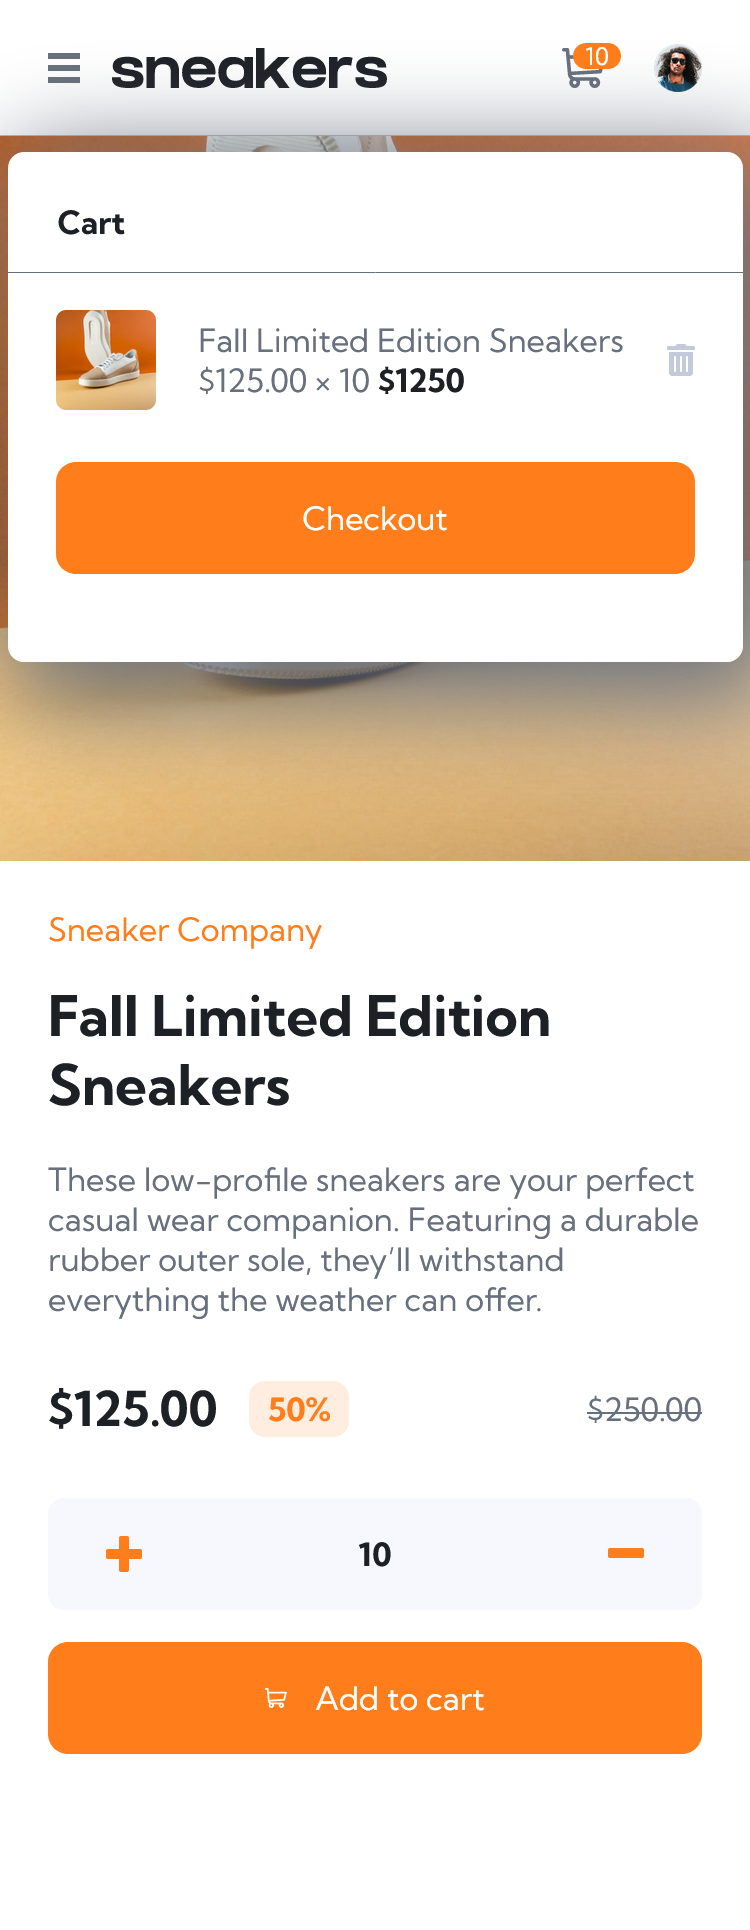 sneakers
10
Cart
Fall Limited Edition Sneakers
$125.00 × 10 $1250
Checkout
Sneaker Company
Fall Limited Edition
Sneakers
These low-profile sneakers are your perfect
casual wear companion. Featuring a durable
rubber outer sole, they’ll withstand
everything the weather can offer.
$125.00 50% $250.00
10
Add to cart